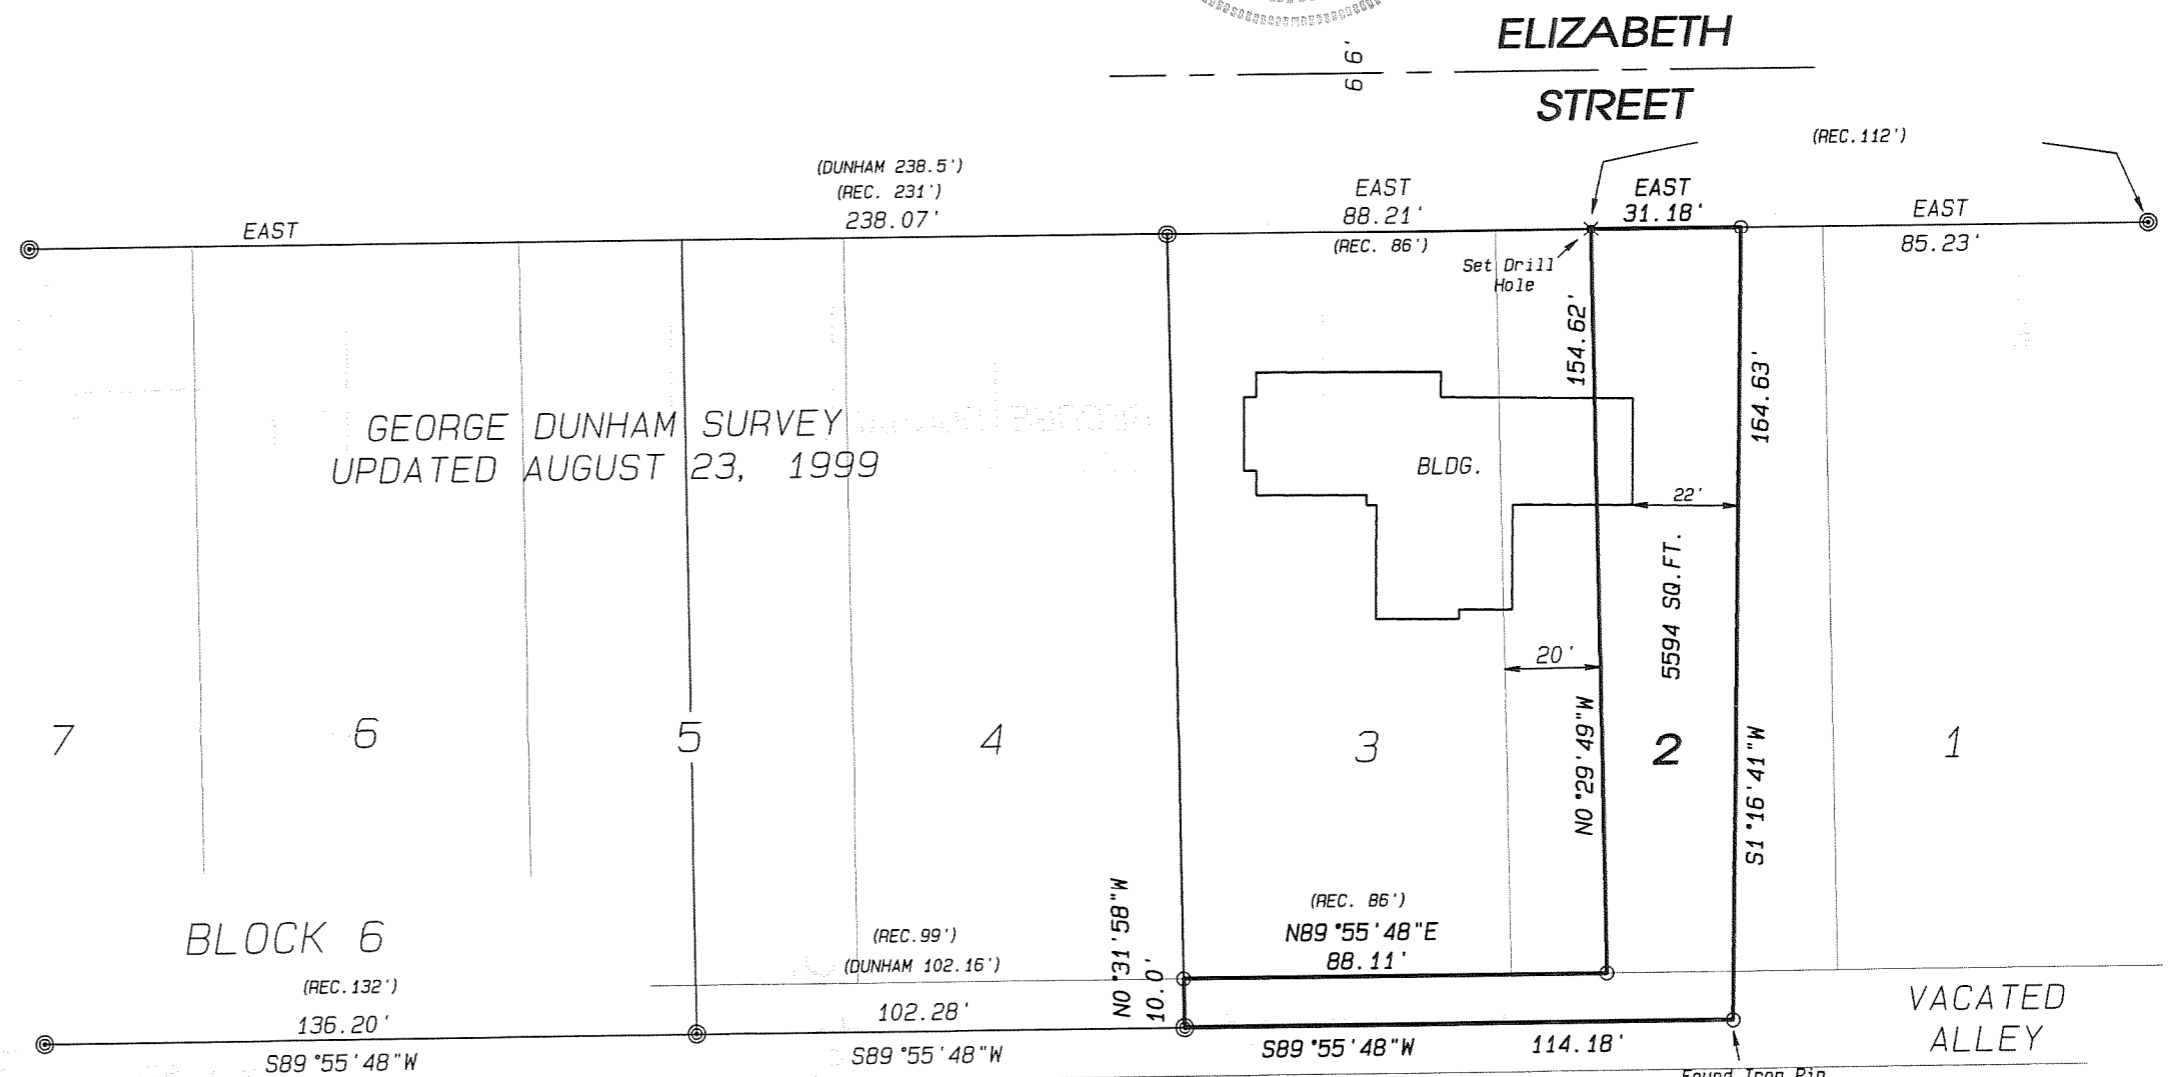 ELIZABETH
66'
STREET
(REC.112')
(DUNHAM 238.5')
(REC. 231')
238.07'
EAST
EAST
88.21'
(REC. 86')
EAST
31.18'
EAST
85.23'
Set Drill
Hole
154.62'
164.63'
GEORGE DUNHAM SURVEY
UPDATED AUGUST 23, 1999
BLDG.
22'
5594 SQ.FT.
20'
7
6
5
4
3
N0°29'49"W
2
S1°16'41"W
1
BLOCK 6
(REC.132')
136.20'
S89°55'48"W
(REC.99')
(DUNHAM 102.16')
102.28'
S89°55'48"W
N0°31'58"W
10.0'
(REC. 86')
N89°55'48"E
88.11'
S89°55'48"W
114.18'
VACATED
ALLEY
Found Iron Pin